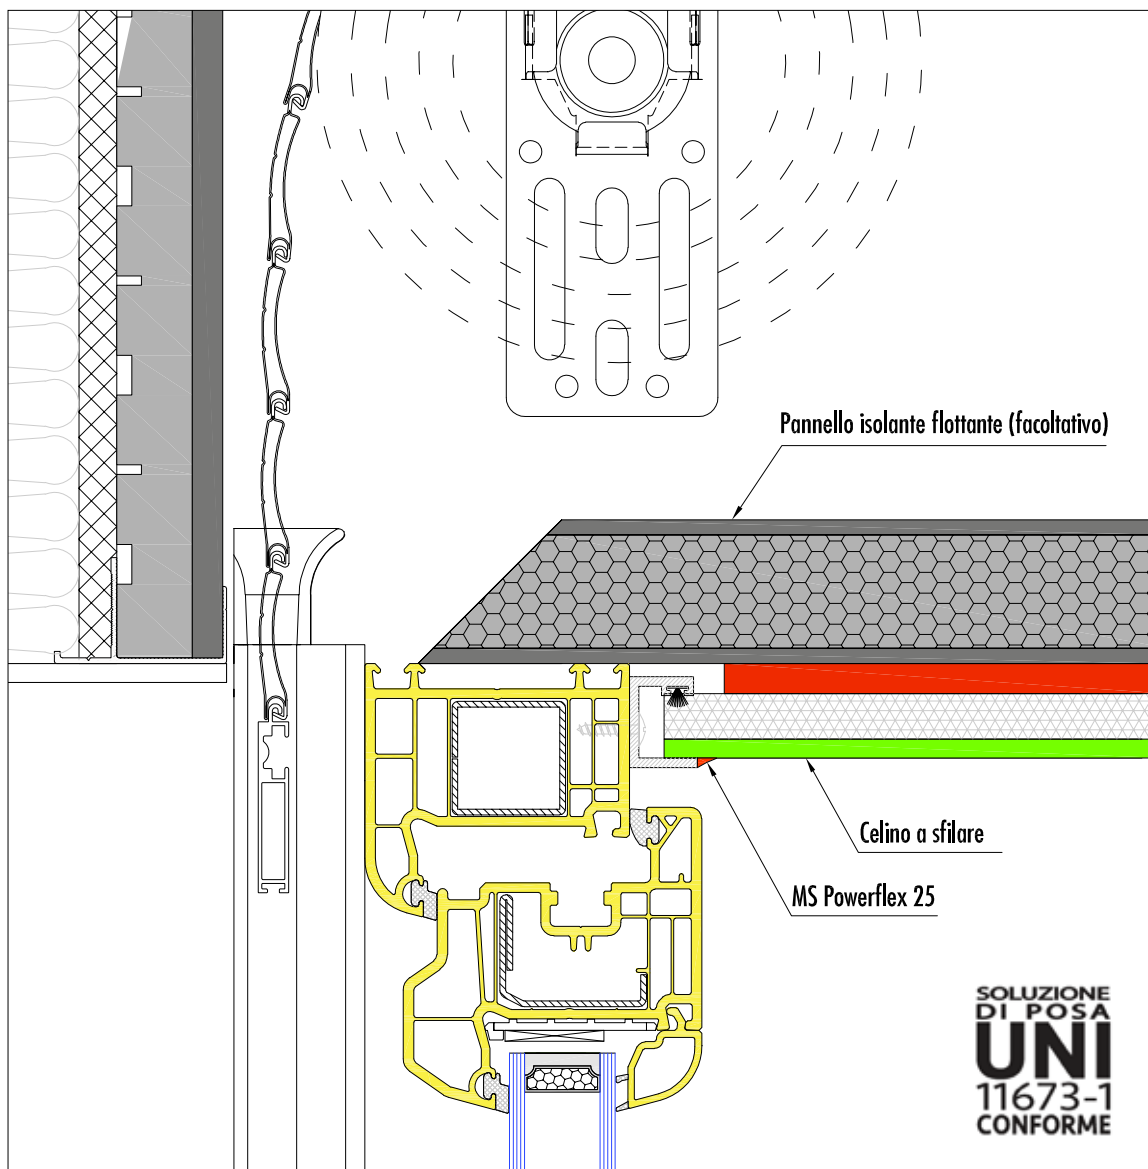 Pannello isolante flottante (facoltativo)
Celino a sfilare
MS Powerflex 25
SOLUZIONE
DI POSA
UNI
11673-1
CONFORME